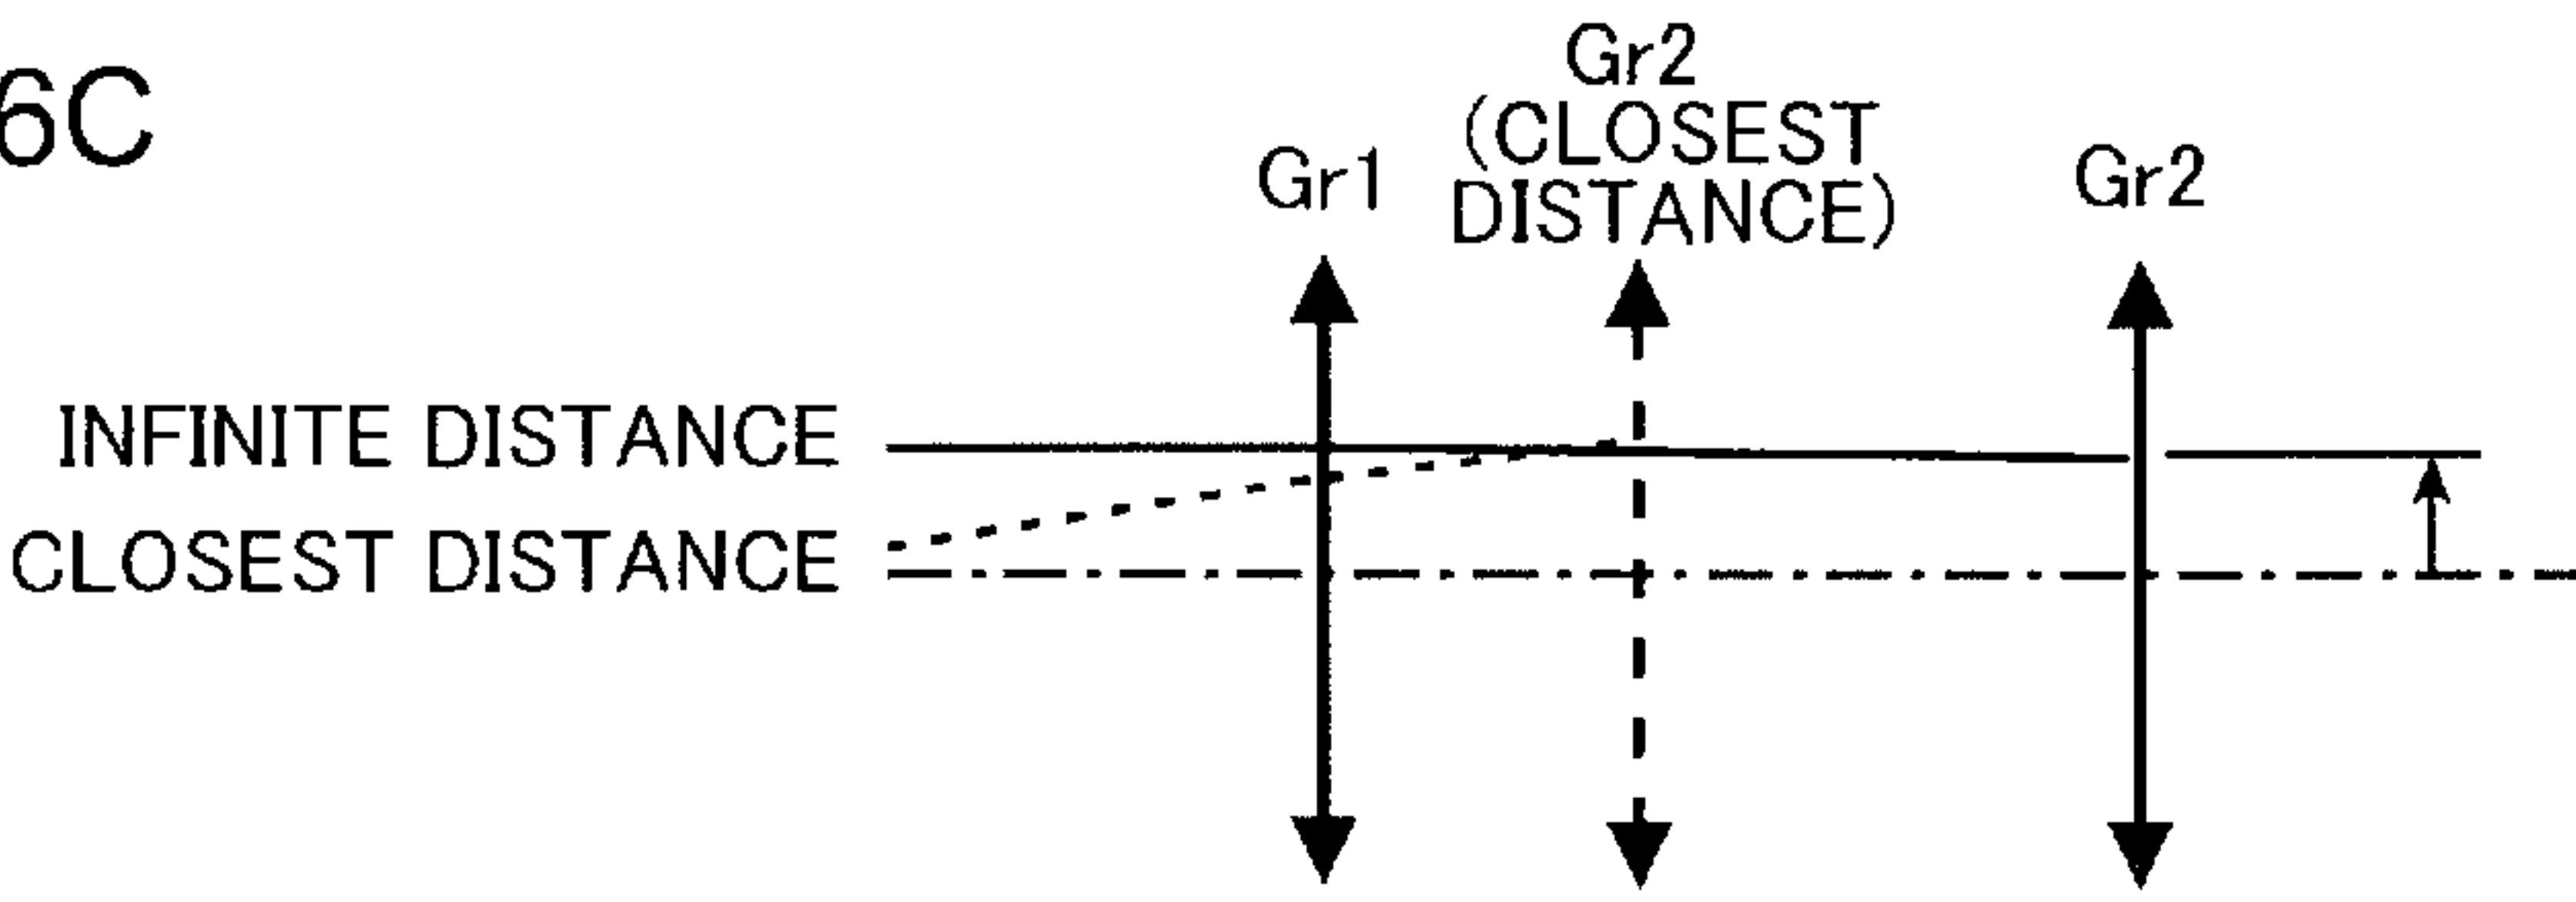 6C
Gr2
(CLOSEST
DISTANCE)
Gr1
Gr2
INFINITE DISTANCE
CLOSEST DISTANCE